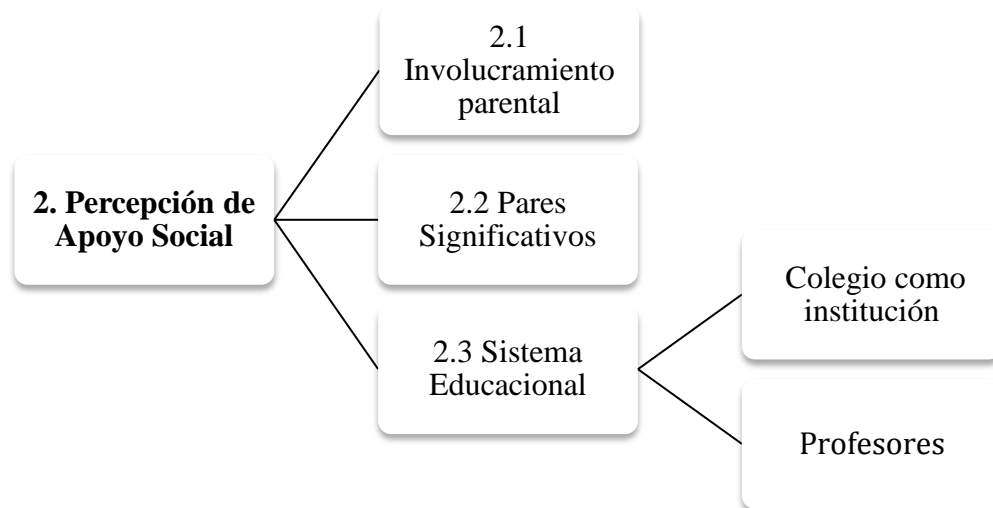 2.1
Involucramiento
parental
2. Percepción de
Apoyo Social
2.2 Pares
Significativos
2.3 Sistema
Educacional
Colegio como
institución
Profesores